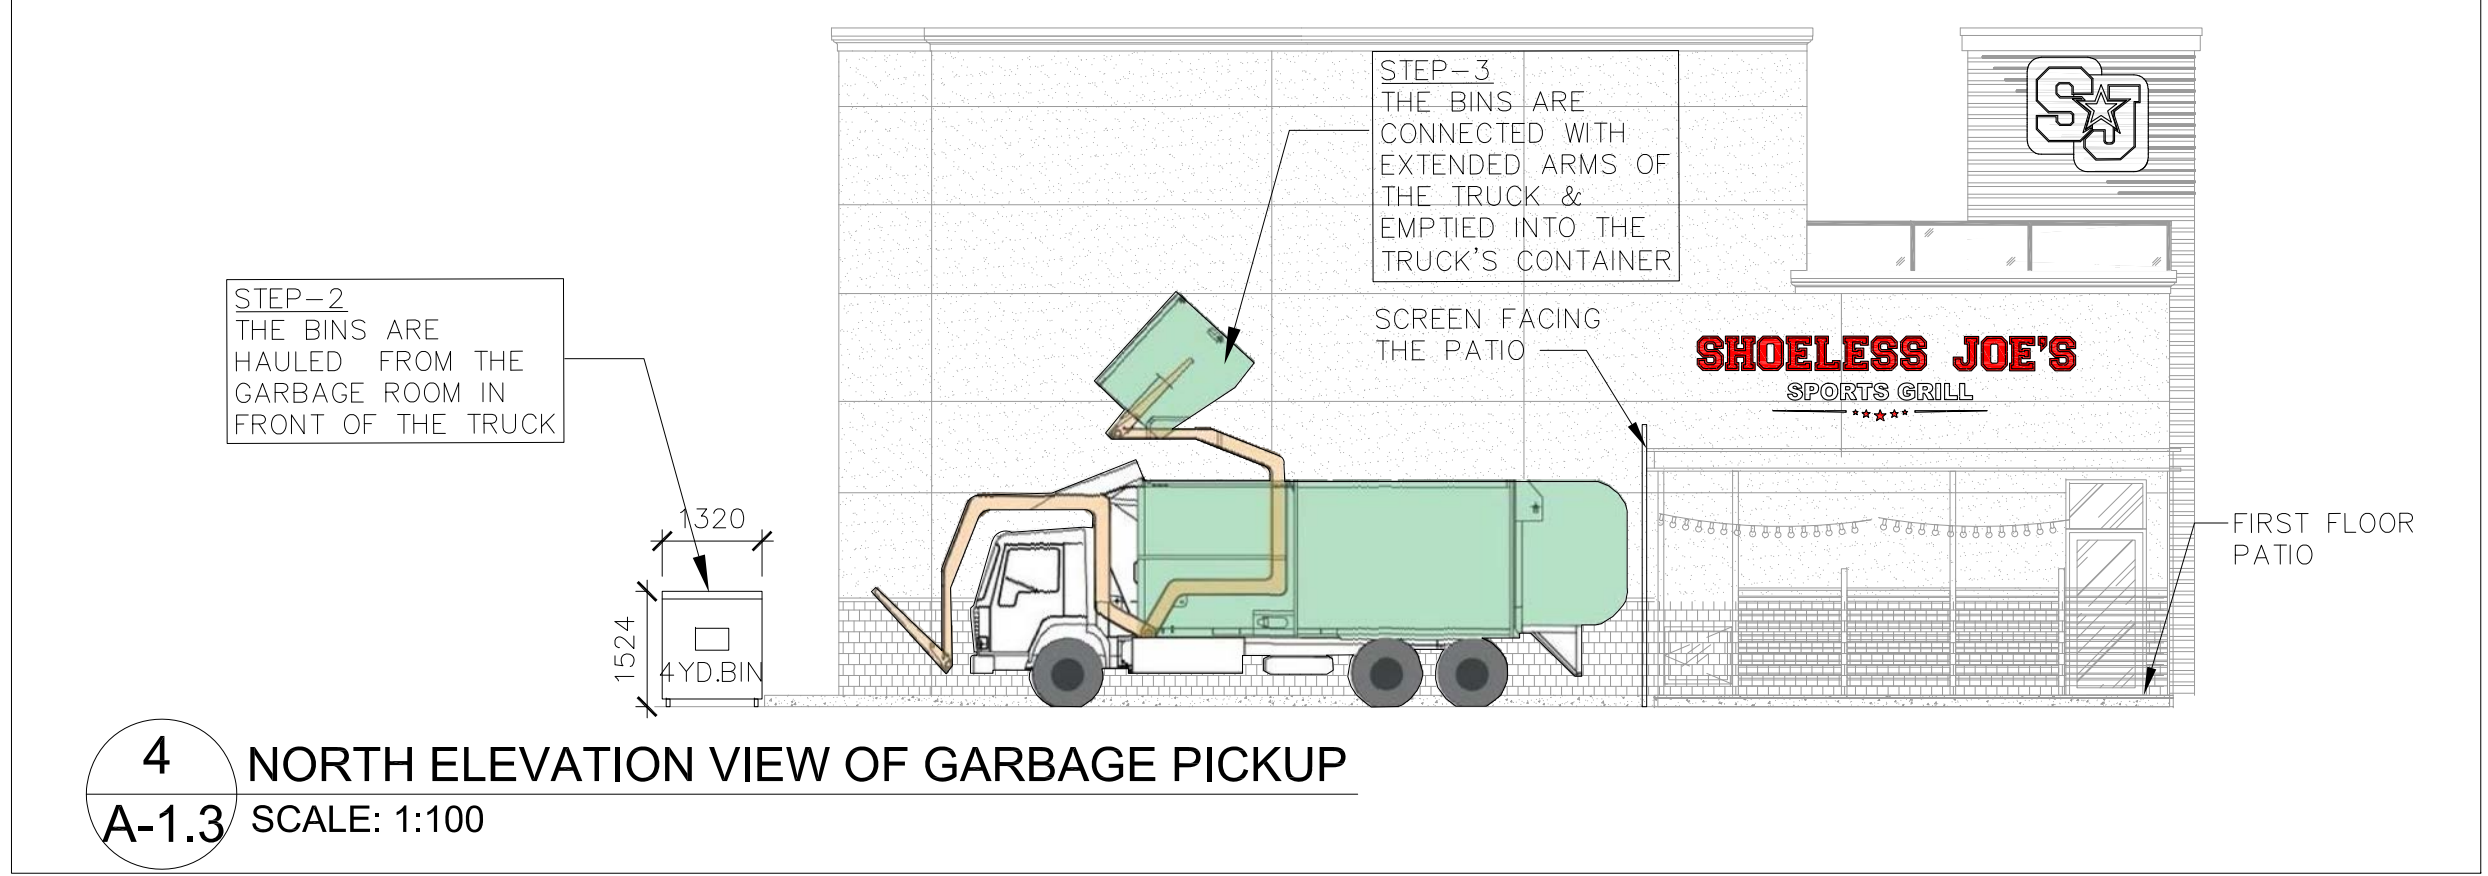 STEP-3
THE BINS ARE
CONNECTED WITH
EXTENDED ARMS OF
THE TRUCK &
EMPTIED INTO THE
TRUCK'S CONTAINER
SJ
STEP-2
THE BINS ARE
HAULED FROM THE
GARBAGE ROOM IN
FRONT OF THE TRUCK
SCREEN FACING
THE PATIO
SHOELESS JOE'S
SPORTS GRILL
1320
1524
4YD.BIN
FIRST FLOOR
PATIO
4
A-1.3
NORTH ELEVATION VIEW OF GARBAGE PICKUP
SCALE: 1:100